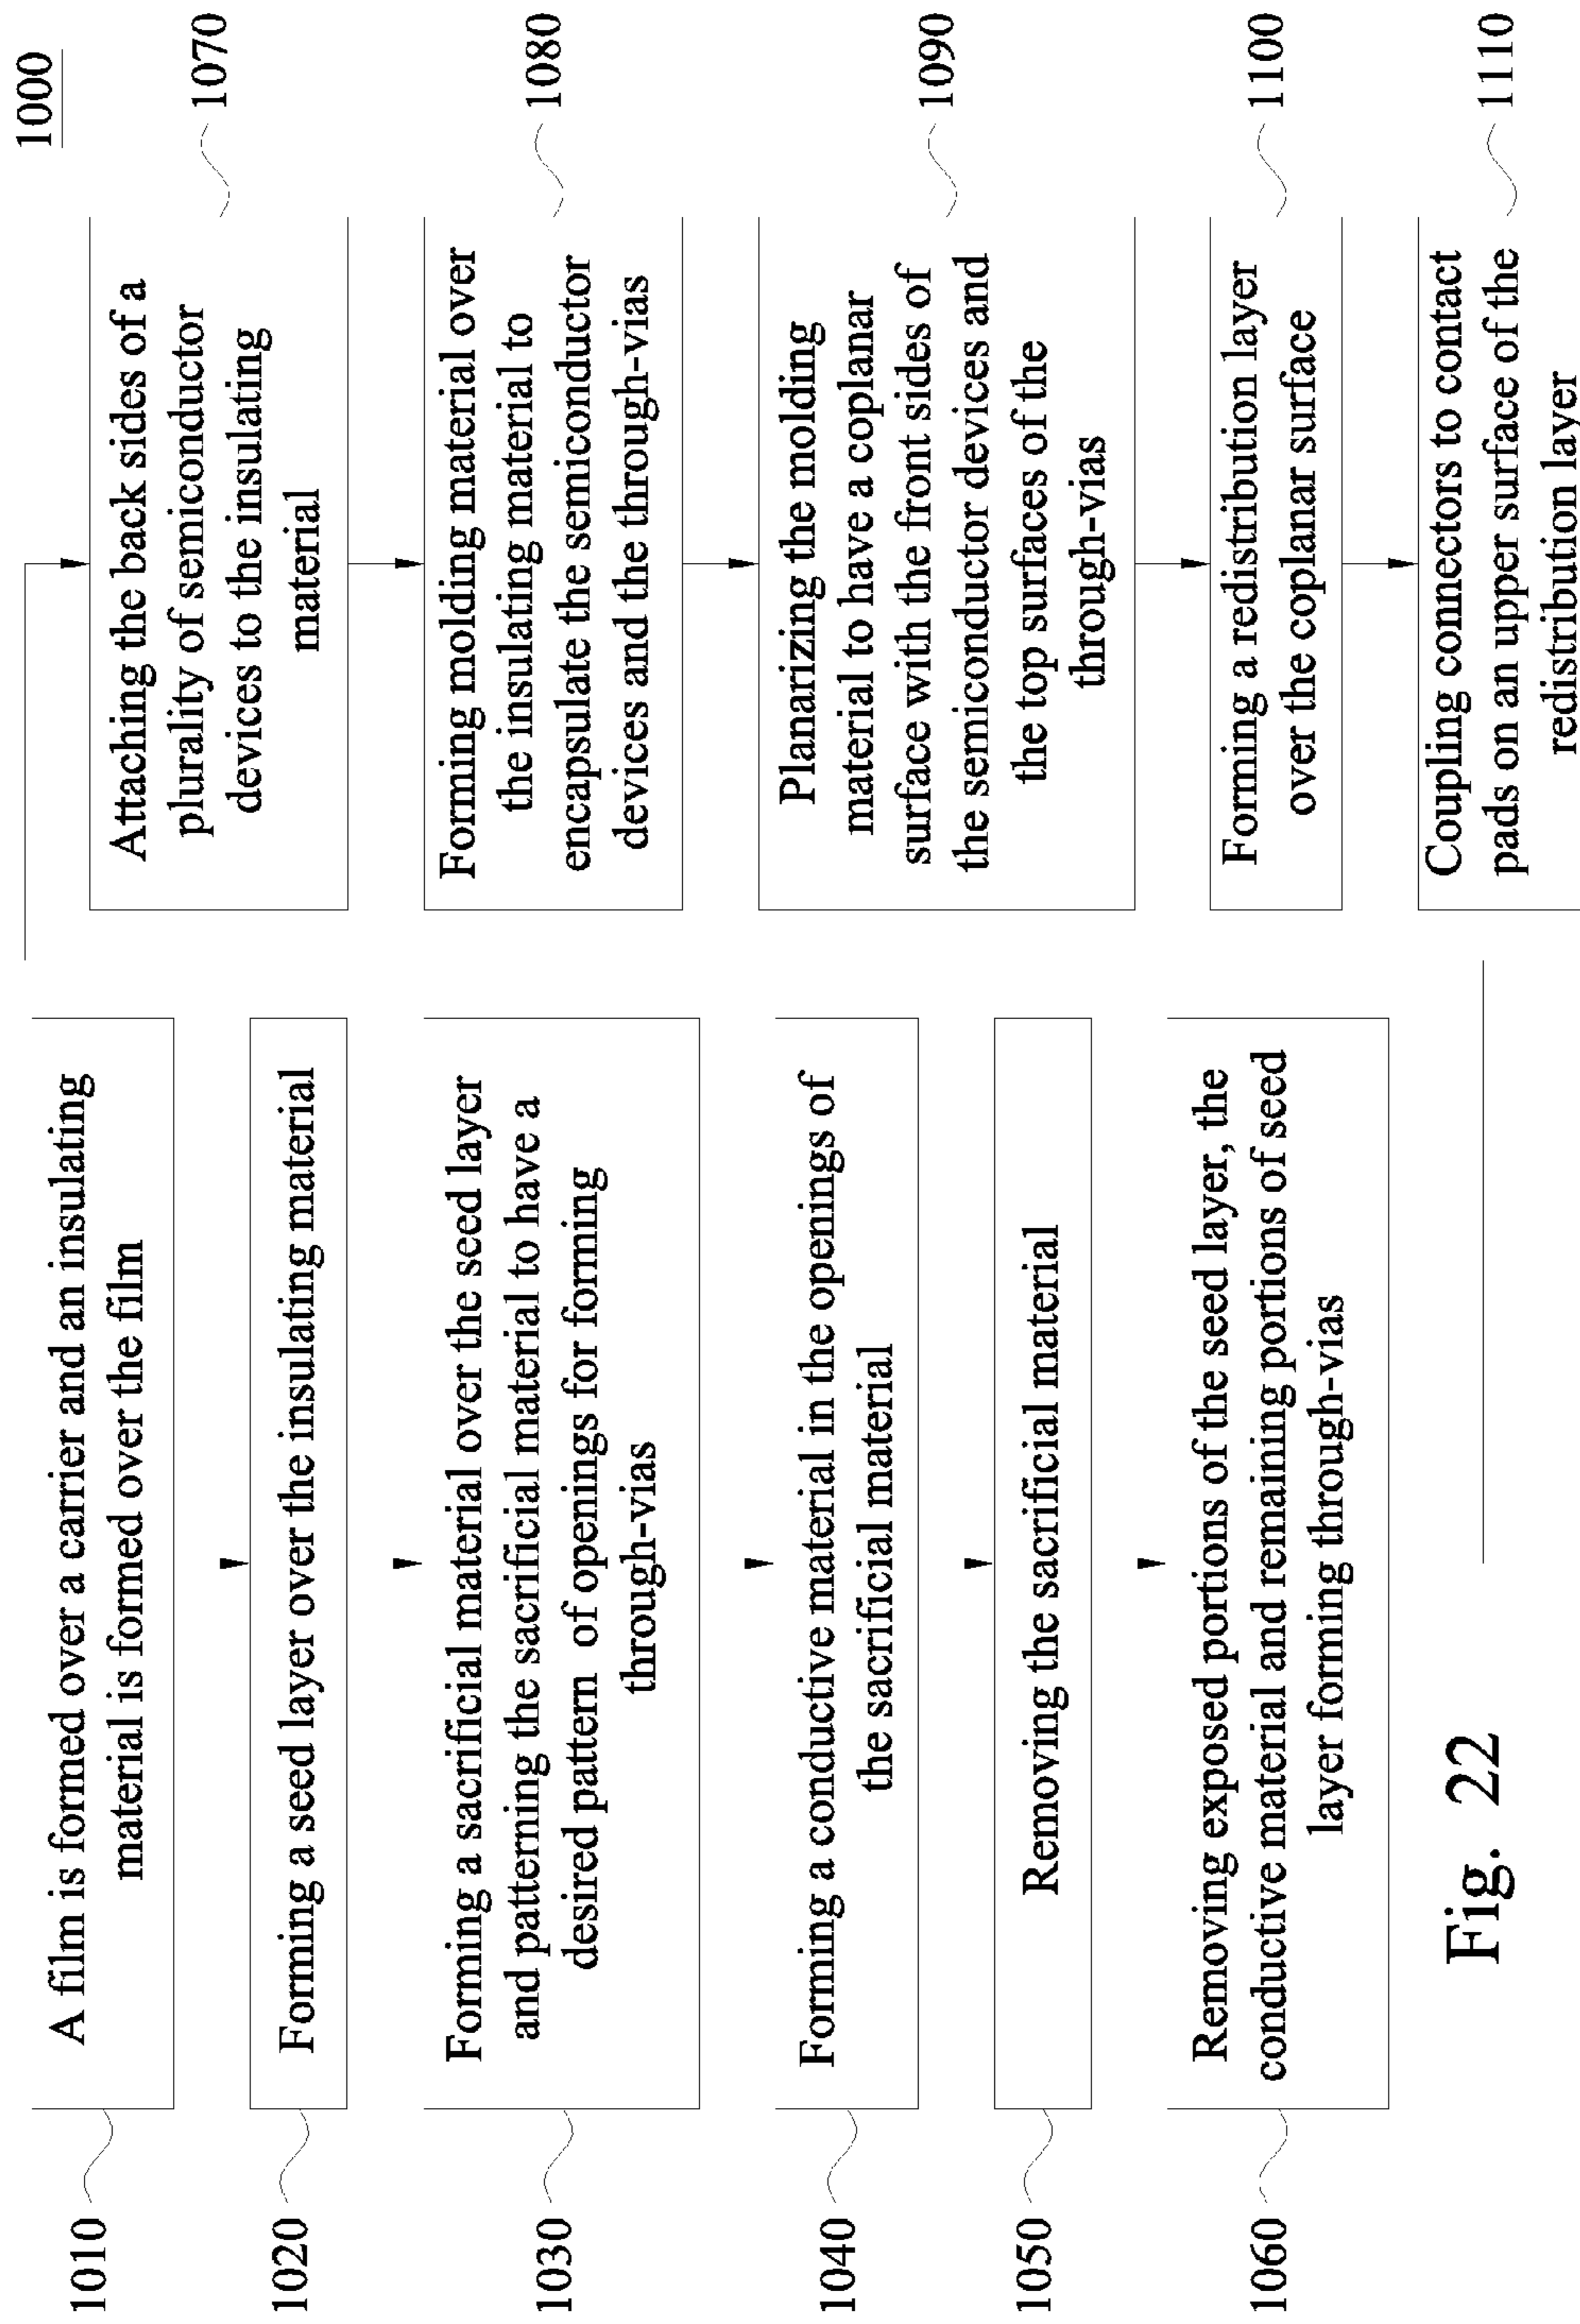 1000
1010
A film is formed over a carrier and an insulating
material is formed over the film
1020
Forming a seed layer over the insulating material
1030
Forming a sacrificial material over the seed layer
and patterning the sacrificial material to have a
desired pattern of openings for forming
through-vias
1040
Forming a conductive material in the openings of
the sacrificial material
1050
Removing the sacrificial material
1060
Removing exposed portions of the seed layer, the
conductive material and remaining portions of seed
layer forming through-vias
Attaching the back sides of a
plurality of semiconductor
devices to the insulating
material
1070
Forming molding material over
the insulating material to
encapsulate the semiconductor
devices and the through-vias
1080
Planarizing the molding
material to have a coplanar
surface with the front sides of
the semiconductor devices and
the top surfaces of the
through-vias
1090
Forming a redistribution layer
over the coplanar surface
1100
Coupling connectors to contact
pads on an upper surface of the
redistribution layer
1110
Fig. 22